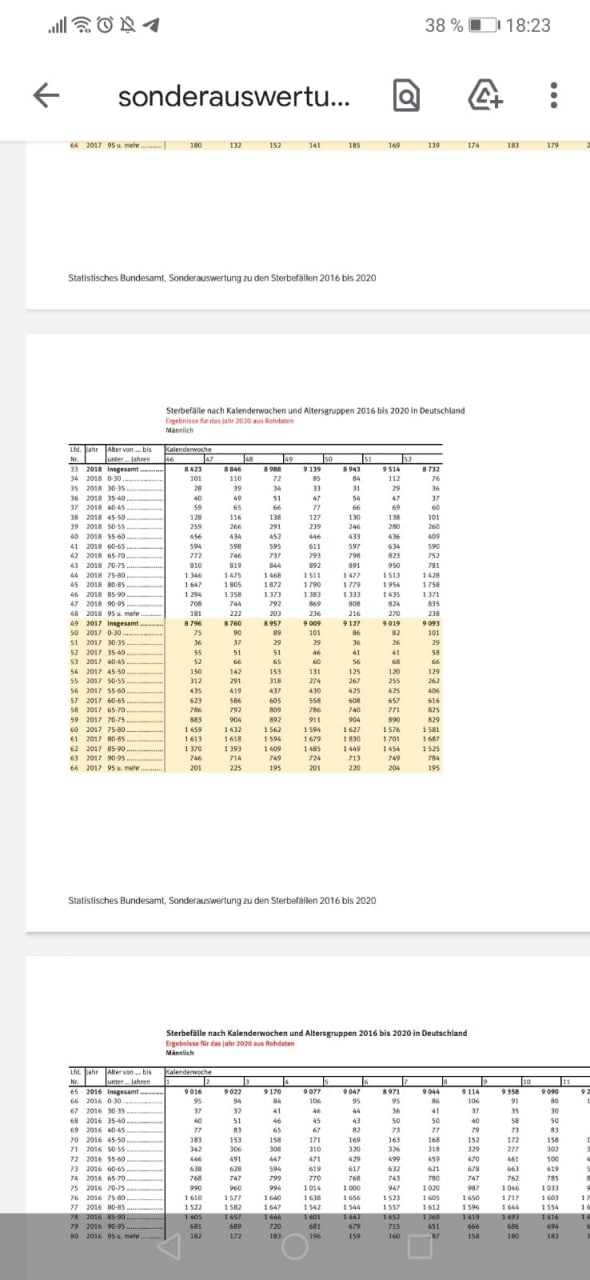 38 % 18:23
sonderauswertu...
64 2017 95 u. mehr 180 132 152 141 185 169 139 174 183 179
Statistisches Bundesamt, Sonderauswertung zu den Sterbefällen 2016 bis 2020
Sterbefälle nach Kalenderwochen und Altersgruppen 2016 bis 2020 in Deutschland
Ergebnisse für das Jahr 2020 aus Rohdaten
Männlich
Lfd. Jahr Alter von ... bis Kalenderwoche
Nr. unter ... Jahren 46 47 48 49 50 51 52
33 2018 Insgesamt 8 423 8 846 8 988 9 139 8 943 9 514 8 732
34 2018 0-30 101 110 72 85 84 112 76
35 2018 30-35 28 39 34 33 31 29 36
36 2018 35-40 40 49 51 47 54 47 37
37 2018 40-45 59 65 66 77 66 69 60
38 2018 45-50 128 116 138 127 130 138 101
39 2018 50-55 259 266 291 239 246 280 260
40 2018 55-60 456 434 452 446 433 436 409
41 2018 60-65 594 598 595 611 597 634 590
42 2018 65-70 772 746 737 793 798 823 752
43 2018 70-75 810 819 844 892 891 950 781
44 2018 75-80 1 346 1 475 1 468 1 511 1 477 1 513 1 428
45 2018 80-85 1 647 1 805 1 872 1 790 1 779 1 954 1 758
46 2018 85-90 1 294 1 358 1 373 1 383 1 333 1 435 1 371
47 2018 90-95 708 744 792 869 808 824 835
48 2018 95 u. mehr 181 222 203 236 216 270 238
49 2017 Insgesamt 8 796 8 760 8 957 9 009 9 127 9 019 9 093
50 2017 0-30 75 90 89 101 86 82 101
51 2017 30-35 36 37 29 29 36 26 29
52 2017 35-40 55 51 51 46 41 41 58
53 2017 40-45 52 66 65 60 56 68 66
54 2017 45-50 150 142 153 131 125 120 129
55 2017 50-55 312 291 318 274 267 255 262
56 2017 55-60 435 419 437 430 425 425 406
57 2017 60-65 623 586 605 558 608 657 616
58 2017 65-70 786 792 809 786 740 771 825
59 2017 70-75 883 904 892 911 904 890 829
60 2017 75-80 1 459 1 432 1 562 1 594 1 627 1 576 1 581
61 2017 80-85 1 613 1 618 1 594 1 679 1 830 1 701 1 687
62 2017 85-90 1 370 1 393 1 409 1 485 1 449 1 454 1 525
63 2017 90-95 746 714 749 724 713 749 784
64 2017 95 u. mehr 201 225 195 201 220 204 195
Statistisches Bundesamt, Sonderauswertung zu den Sterbefällen 2016 bis 2020
Sterbefälle nach Kalenderwochen und Altersgruppen 2016 bis 2020 in Deutschland
Ergebnisse für das Jahr 2020 aus Rohdaten
Männlich
Lfd. Jahr Alter von ... bis Kalenderwoche
Nr. unter ... Jahren 1 2 3 4 5 6 7 8 9 10 11
65 2016 Insgesamt 9 016 9 022 9 170 9 077 9 047 8 971 9 044 9 114 9 358 9 090
66 2016 0-30 95 94 84 106 95 95 86 106 91 80
67 2016 30-35 37 32 41 46 44 36 41 37 35 30
68 2016 35-40 40 51 46 45 43 50 50 40 58 50
69 2016 40-45 77 83 65 67 82 73 77 79 73 83
70 2016 45-50 183 153 158 171 169 163 168 152 172 158
71 2016 50-55 342 306 308 310 320 326 318 329 277 302
72 2016 55-60 446 491 447 471 429 499 459 470 461 500
73 2016 60-65 638 628 594 619 617 632 621 678 663 619
74 2016 65-70 768 747 799 770 768 743 780 747 762 785
75 2016 70-75 990 960 994 1 014 1 000 947 1 020 987 1 046 1 033
76 2016 75-80 1 610 1 577 1 640 1 638 1 656 1 523 1 605 1 650 1 717 1 603
77 2016 80-85 1 522 1 582 1 647 1 542 1 544 1 557 1 612 1 596 1 644 1 554
78 2016 85-90 1 405 1 457 1 444 1 401 1 442 1 452 1 369 1 419 1 493 1 416
79 2016 90-95 681 689 720 681 679 715 651 666 686 694
80 2016 95 u. mehr 182 172 183 196 159 160 187 158 180 183